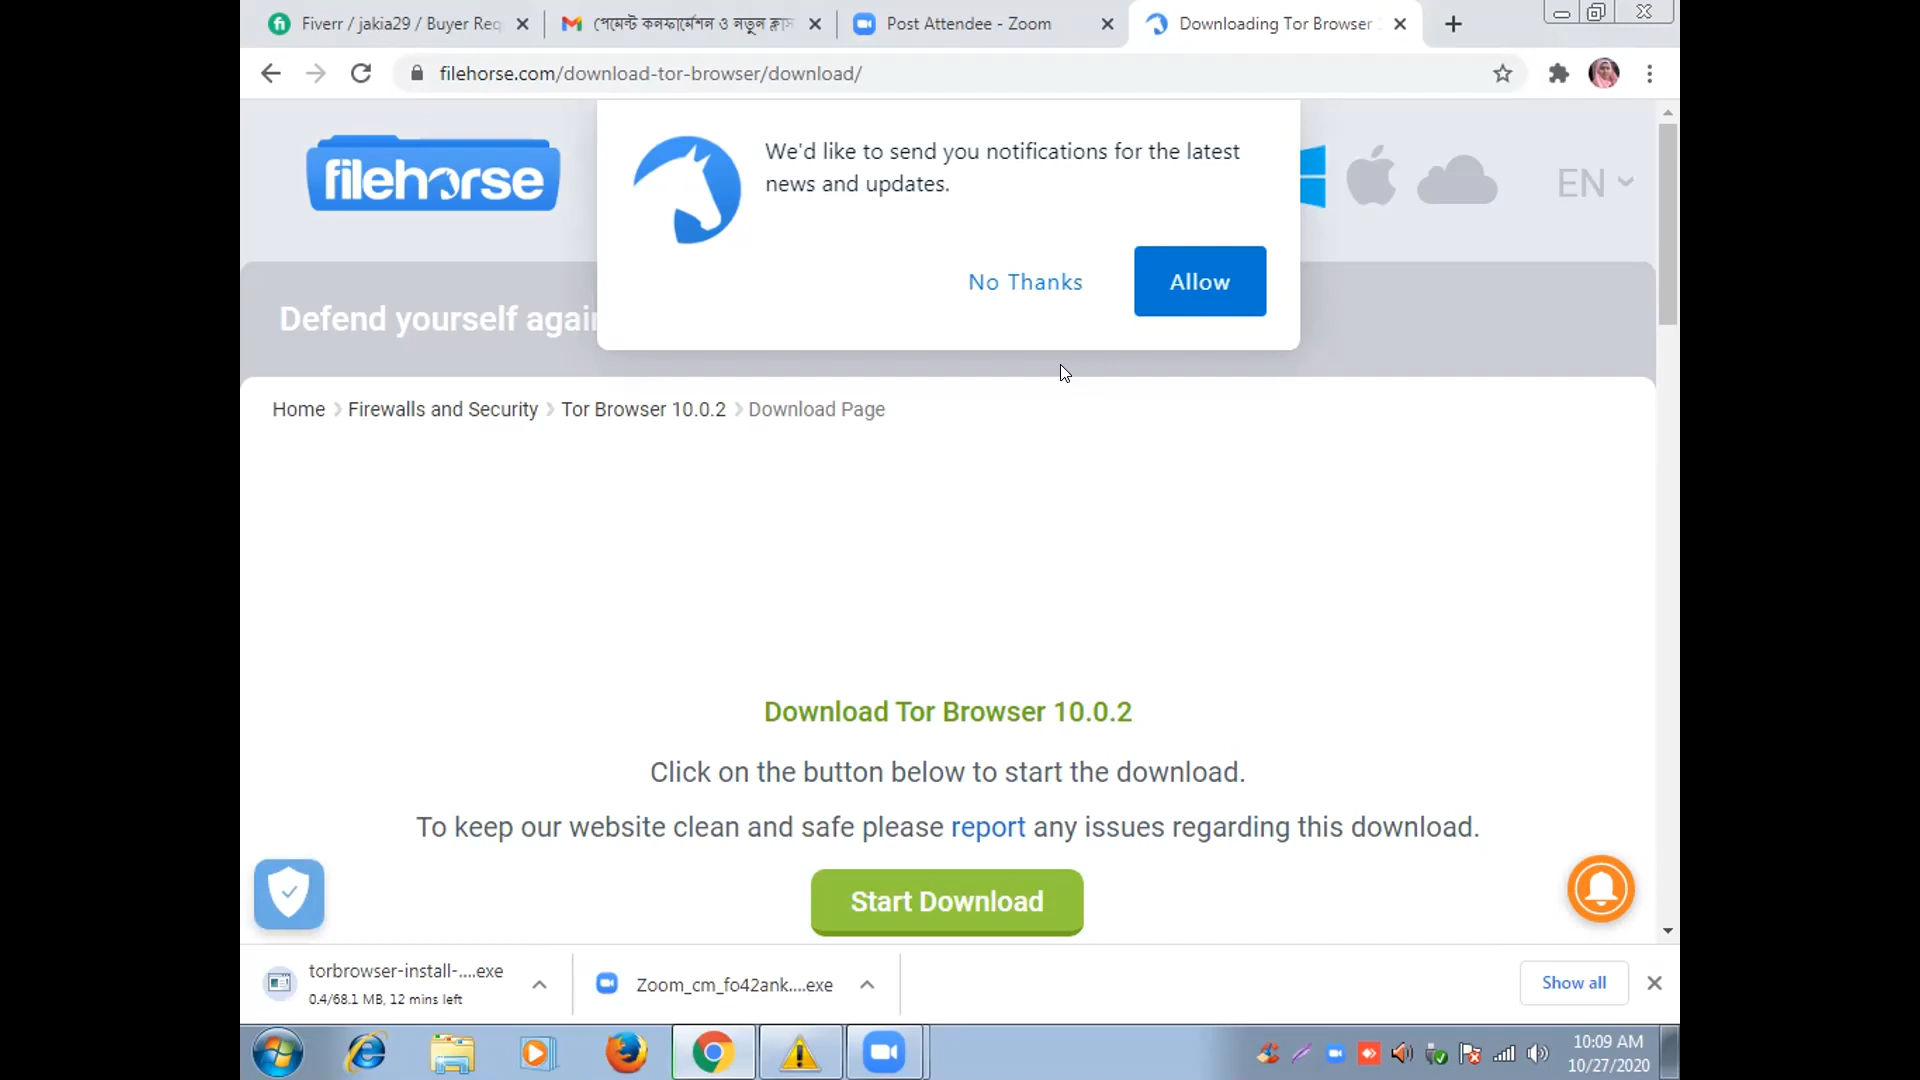 Fiverr / jakia29 / Buyer Req
পেমেন্ট কনফার্মেশন ও নতুন ক্লাস
Post Attendee - Zoom
Downloading Tor Browser
filehorse.com/download-tor-browser/download/
filehorse
We'd like to send you notifications for the latest
news and updates.
No Thanks
Allow
EN
Defend yourself again
Home > Firewalls and Security > Tor Browser 10.0.2 > Download Page
Download Tor Browser 10.0.2
Click on the button below to start the download.
To keep our website clean and safe please report any issues regarding this download.
Start Download
torbrowser-install-....exe
0.4/68.1 MB, 12 mins left
Zoom_cm_fo42ank....exe
Show all
10:09 AM
10/27/2020